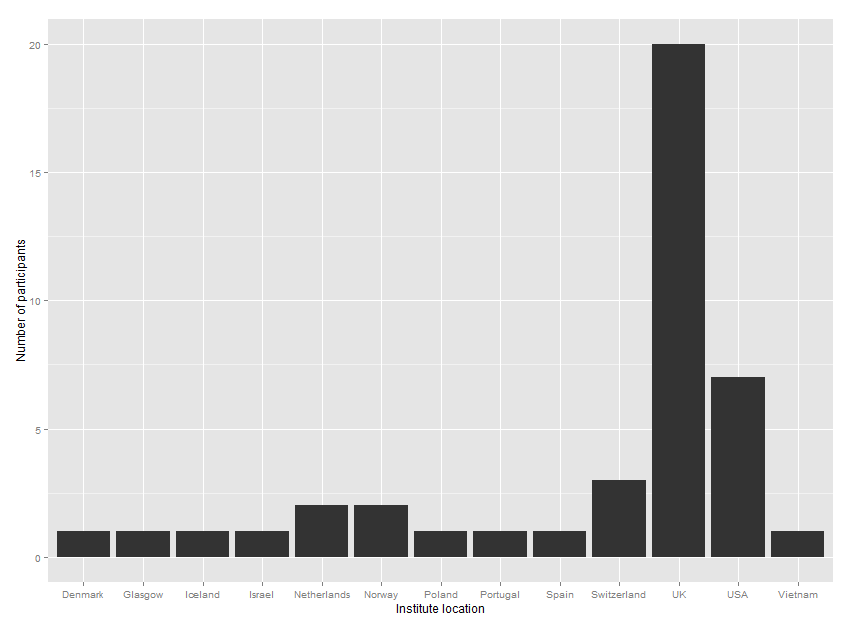 Number of participants
20
15
10
5
0
Denmark Glasgow Iceland Israel Netherlands Norway Poland Portugal Spain Switzerland UK USA Vietnam
Institute location